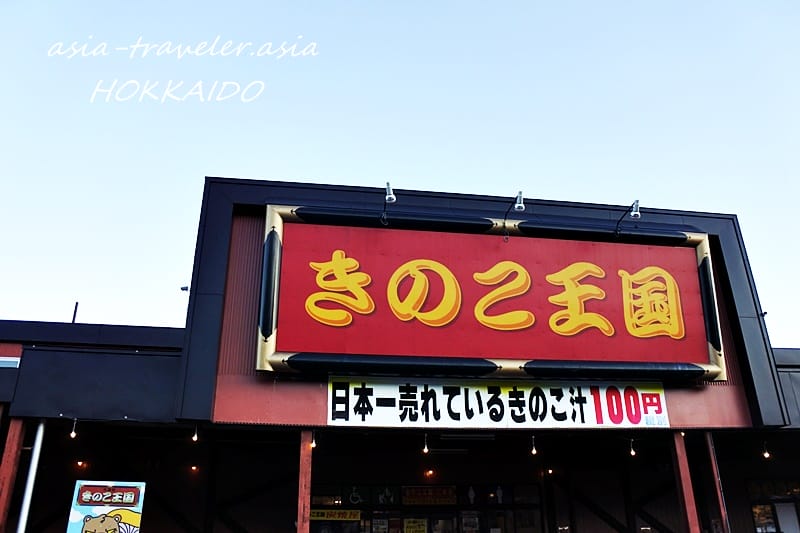 asia-traveler.asia
HOKKAIDO
きのこ王国
日本一売れているきのこ汁100円
きのこ王国